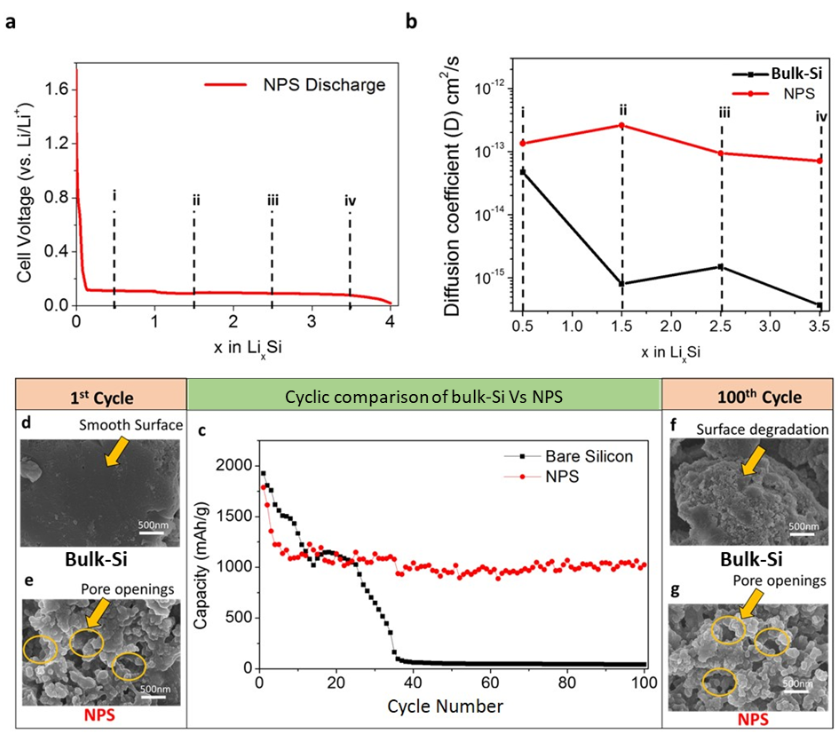 a
Cell Voltage (vs. Li/Li⁺)
1.6
1.2
0.8
0.4
0.0
NPS Discharge
i
ii
iii
iv
0 1 2 3 4
x in LiₓSi
b
Diffusion coefficient (D) cm²/s
10⁻¹²
10⁻¹³
10⁻¹⁴
10⁻¹⁵
Bulk-Si
NPS
i
ii
iii
iv
0.5 1.0 1.5 2.0 2.5 3.0 3.5
x in LiₓSi
1st Cycle
d
Smooth Surface
500nm
Bulk-Si
e
Pore openings
500nm
NPS
Cyclic comparison of bulk-Si Vs NPS
c
Capacity (mAh/g)
2000
1500
1000
500
0
Bare Silicon
NPS
0 20 40 60 80 100
Cycle Number
100th Cycle
f
Surface degradation
500nm
Bulk-Si
g
Pore openings
500nm
NPS